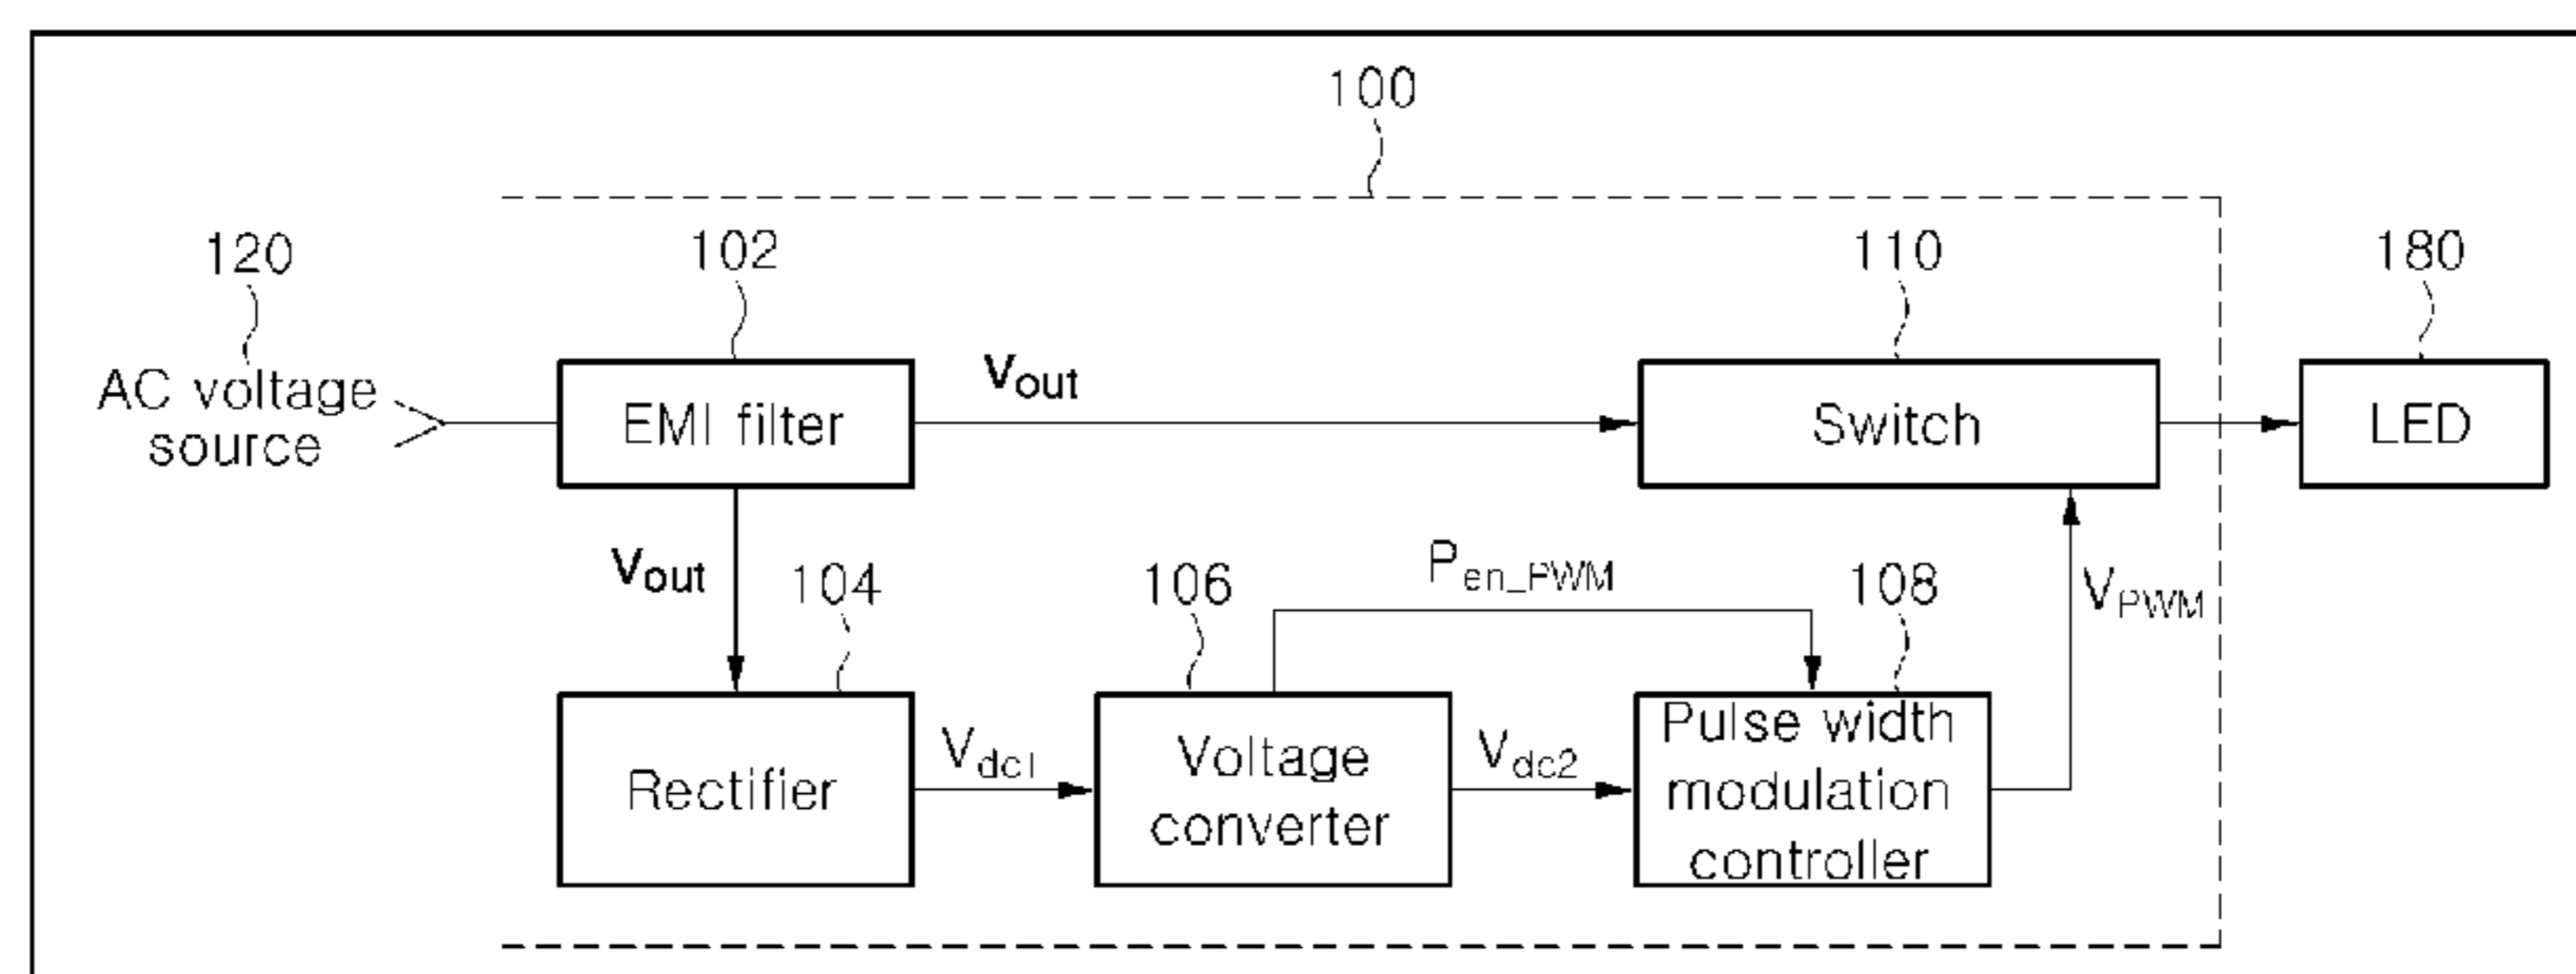 100
120
102
110
180
AC voltage
source
EMI filter
Vout
Switch
LED
Vout
104
106
Pen_PWM
108
VPWM
Rectifier
Vdc1
Voltage
converter
Vdc2
Pulse width
modulation
controller